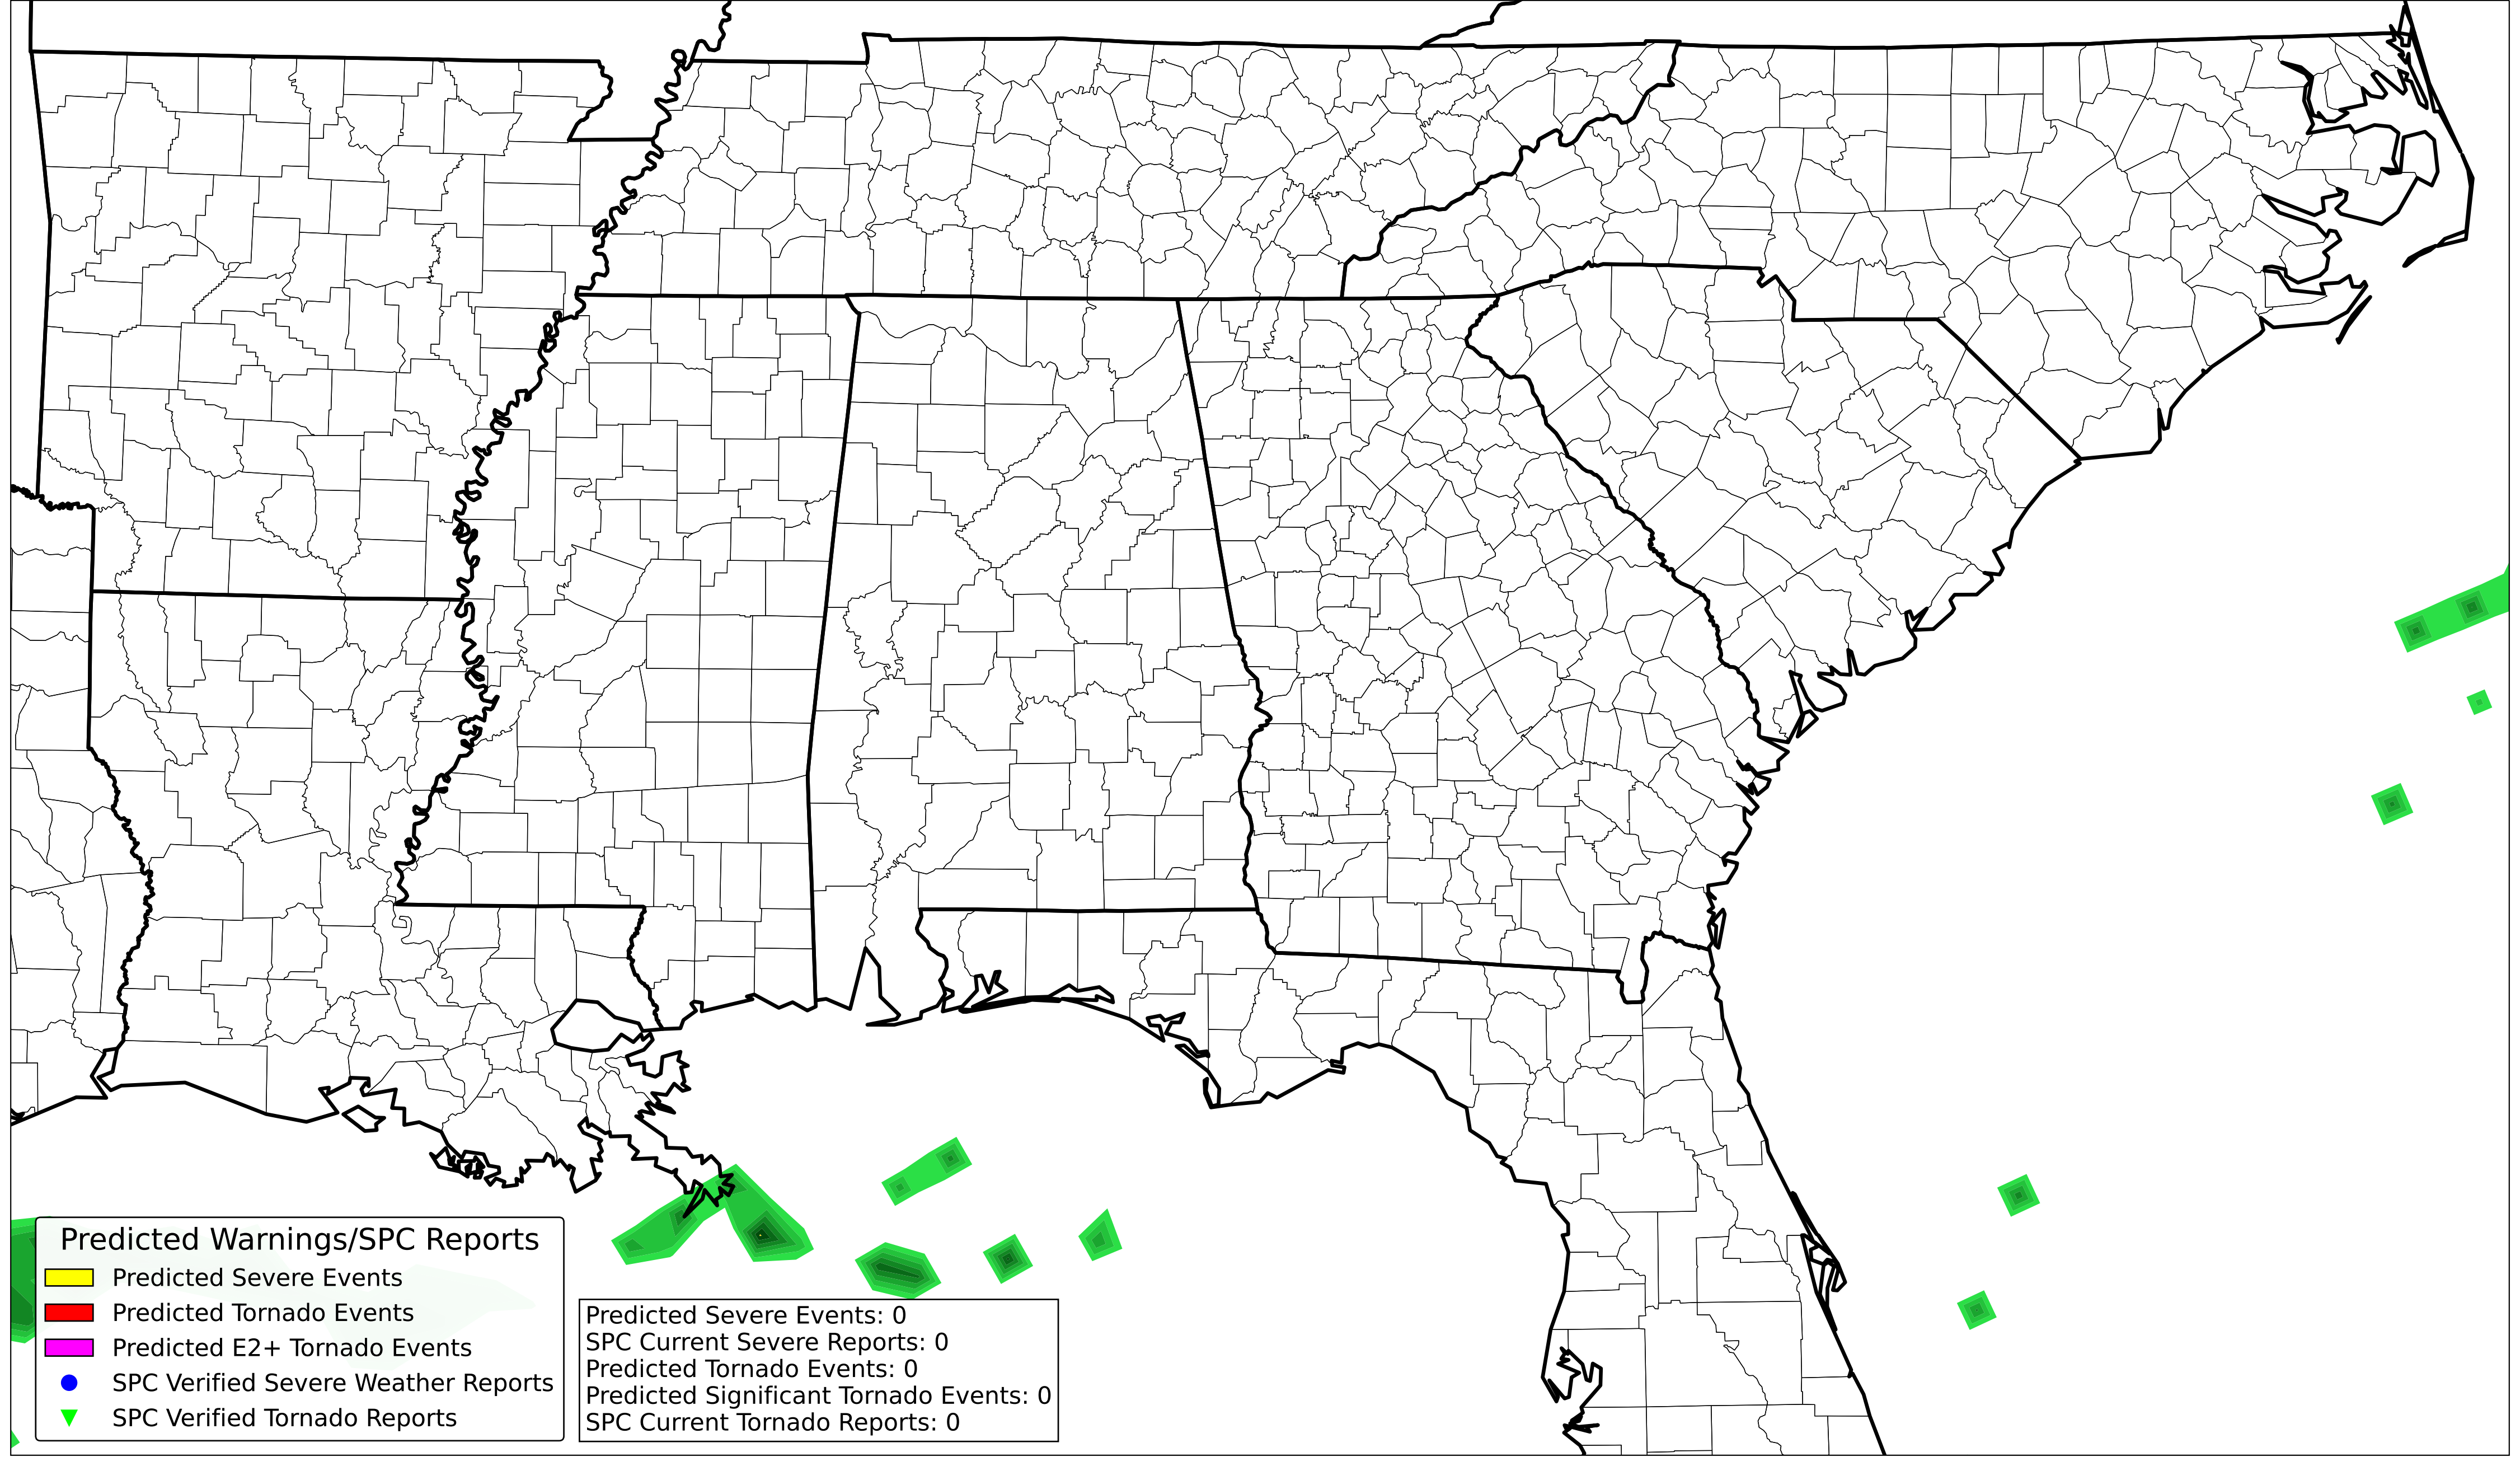 Predicted Warnings/SPC Reports
Predicted Severe Events
Predicted Tornado Events
Predicted E2+ Tornado Events
SPC Verified Severe Weather Reports
SPC Verified Tornado Reports
Predicted Severe Events: 0
SPC Current Severe Reports: 0
Predicted Tornado Events: 0
Predicted Significant Tornado Events: 0
SPC Current Tornado Reports: 0